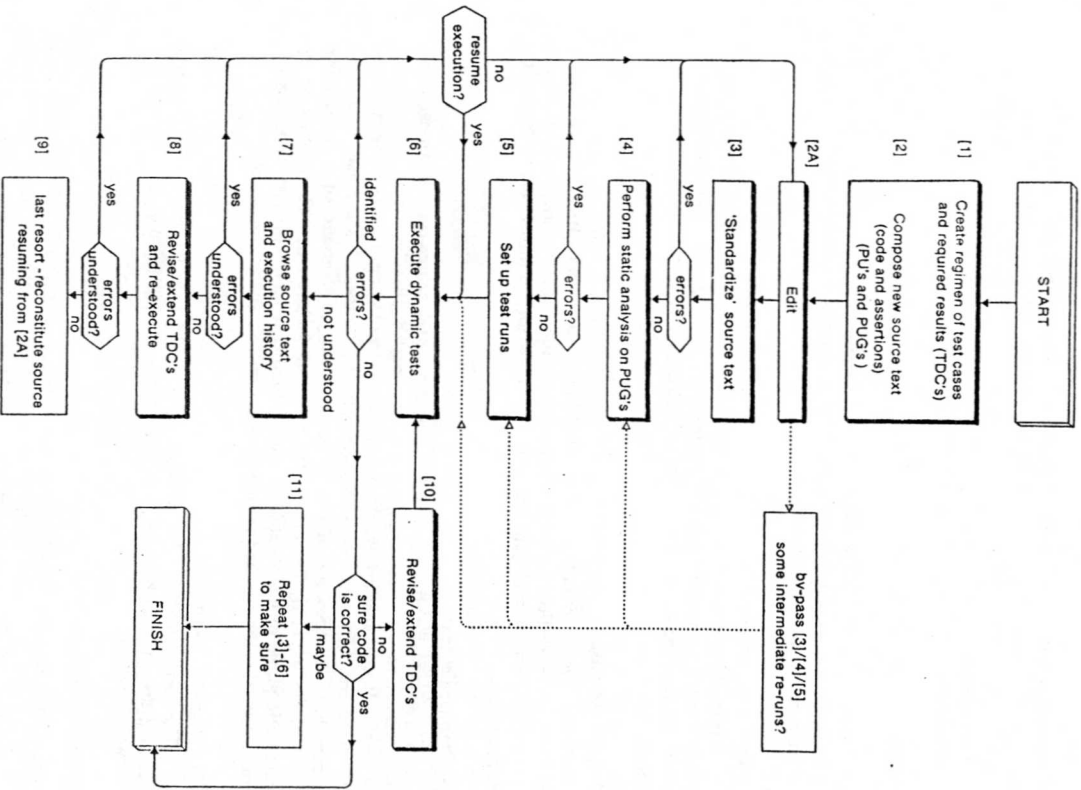 START
[1]
Create regimen of test cases
and required results (TDC's)
[2]
Compose new source text
(code and assertions)
(PU's and PUG's)
[2A]
Edit
by-pass [3]/[4]/[5]
some intermediate re-runs?
[3]
'Standardize' source text
errors?
yes
no
[4]
Perform static analysis on PUG's
errors?
yes
no
[5]
Set up test runs
resume
execution?
no
yes
[6]
Execute dynamic tests
[10]
Revise/extend TDC's
errors?
identified
no
not understood
sure code
is correct?
no
yes
maybe
[7]
Browse source text
and execution history
[11]
Repeat [3]-[6]
to make sure
errors
understood?
yes
no
[8]
Revise/extend TDC's
and re-execute
FINISH
errors
understood?
yes
no
[9]
last resort - reconstitute source
resuming from [2A]